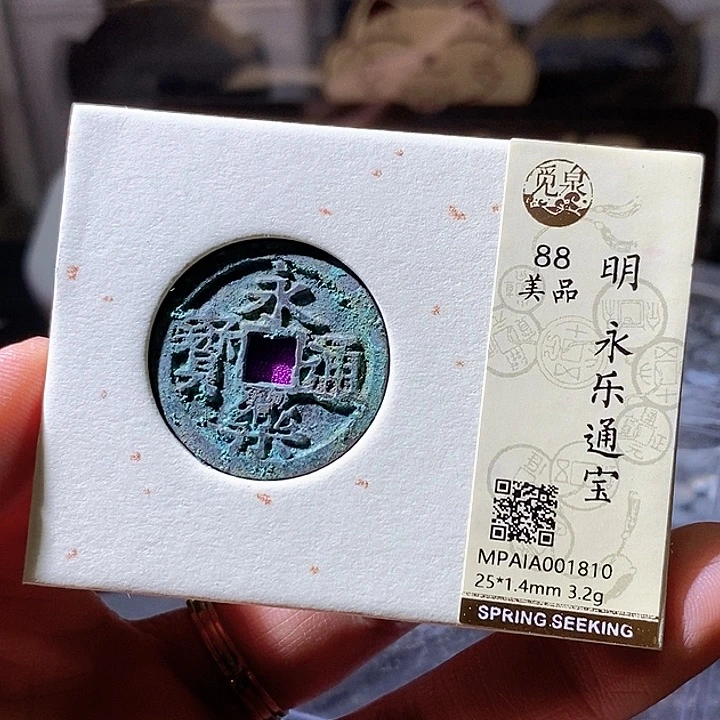 永樂通寶
觅泉
88
美品
明 永乐通宝
MPAIA001810
25*1.4mm 3.2g
SPRING.SEEKING